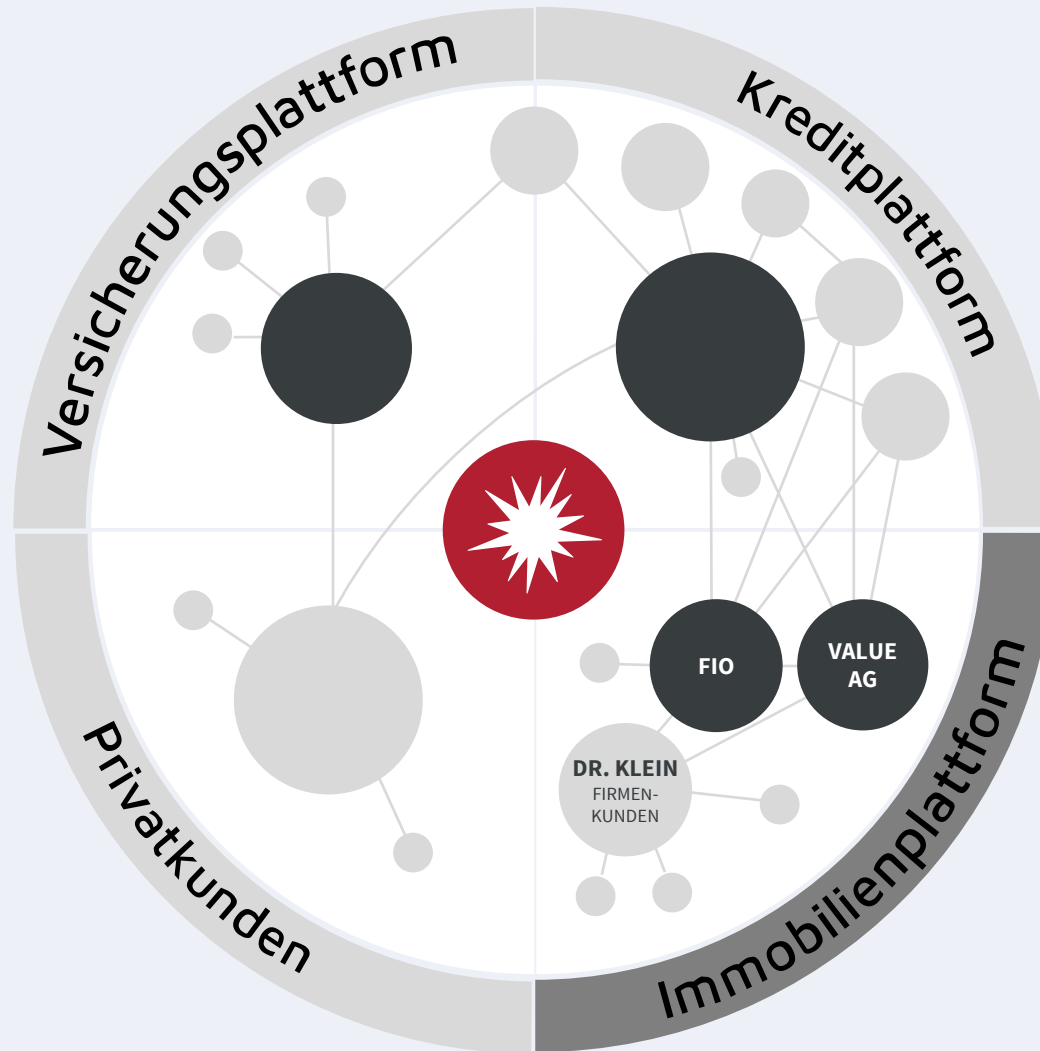 Versicherungsplattform
Kreditplattform
FIO
VALUE
AG
DR. KLEIN
FIRMEN-
KUNDEN
Privatkunden
Immobilienplattform